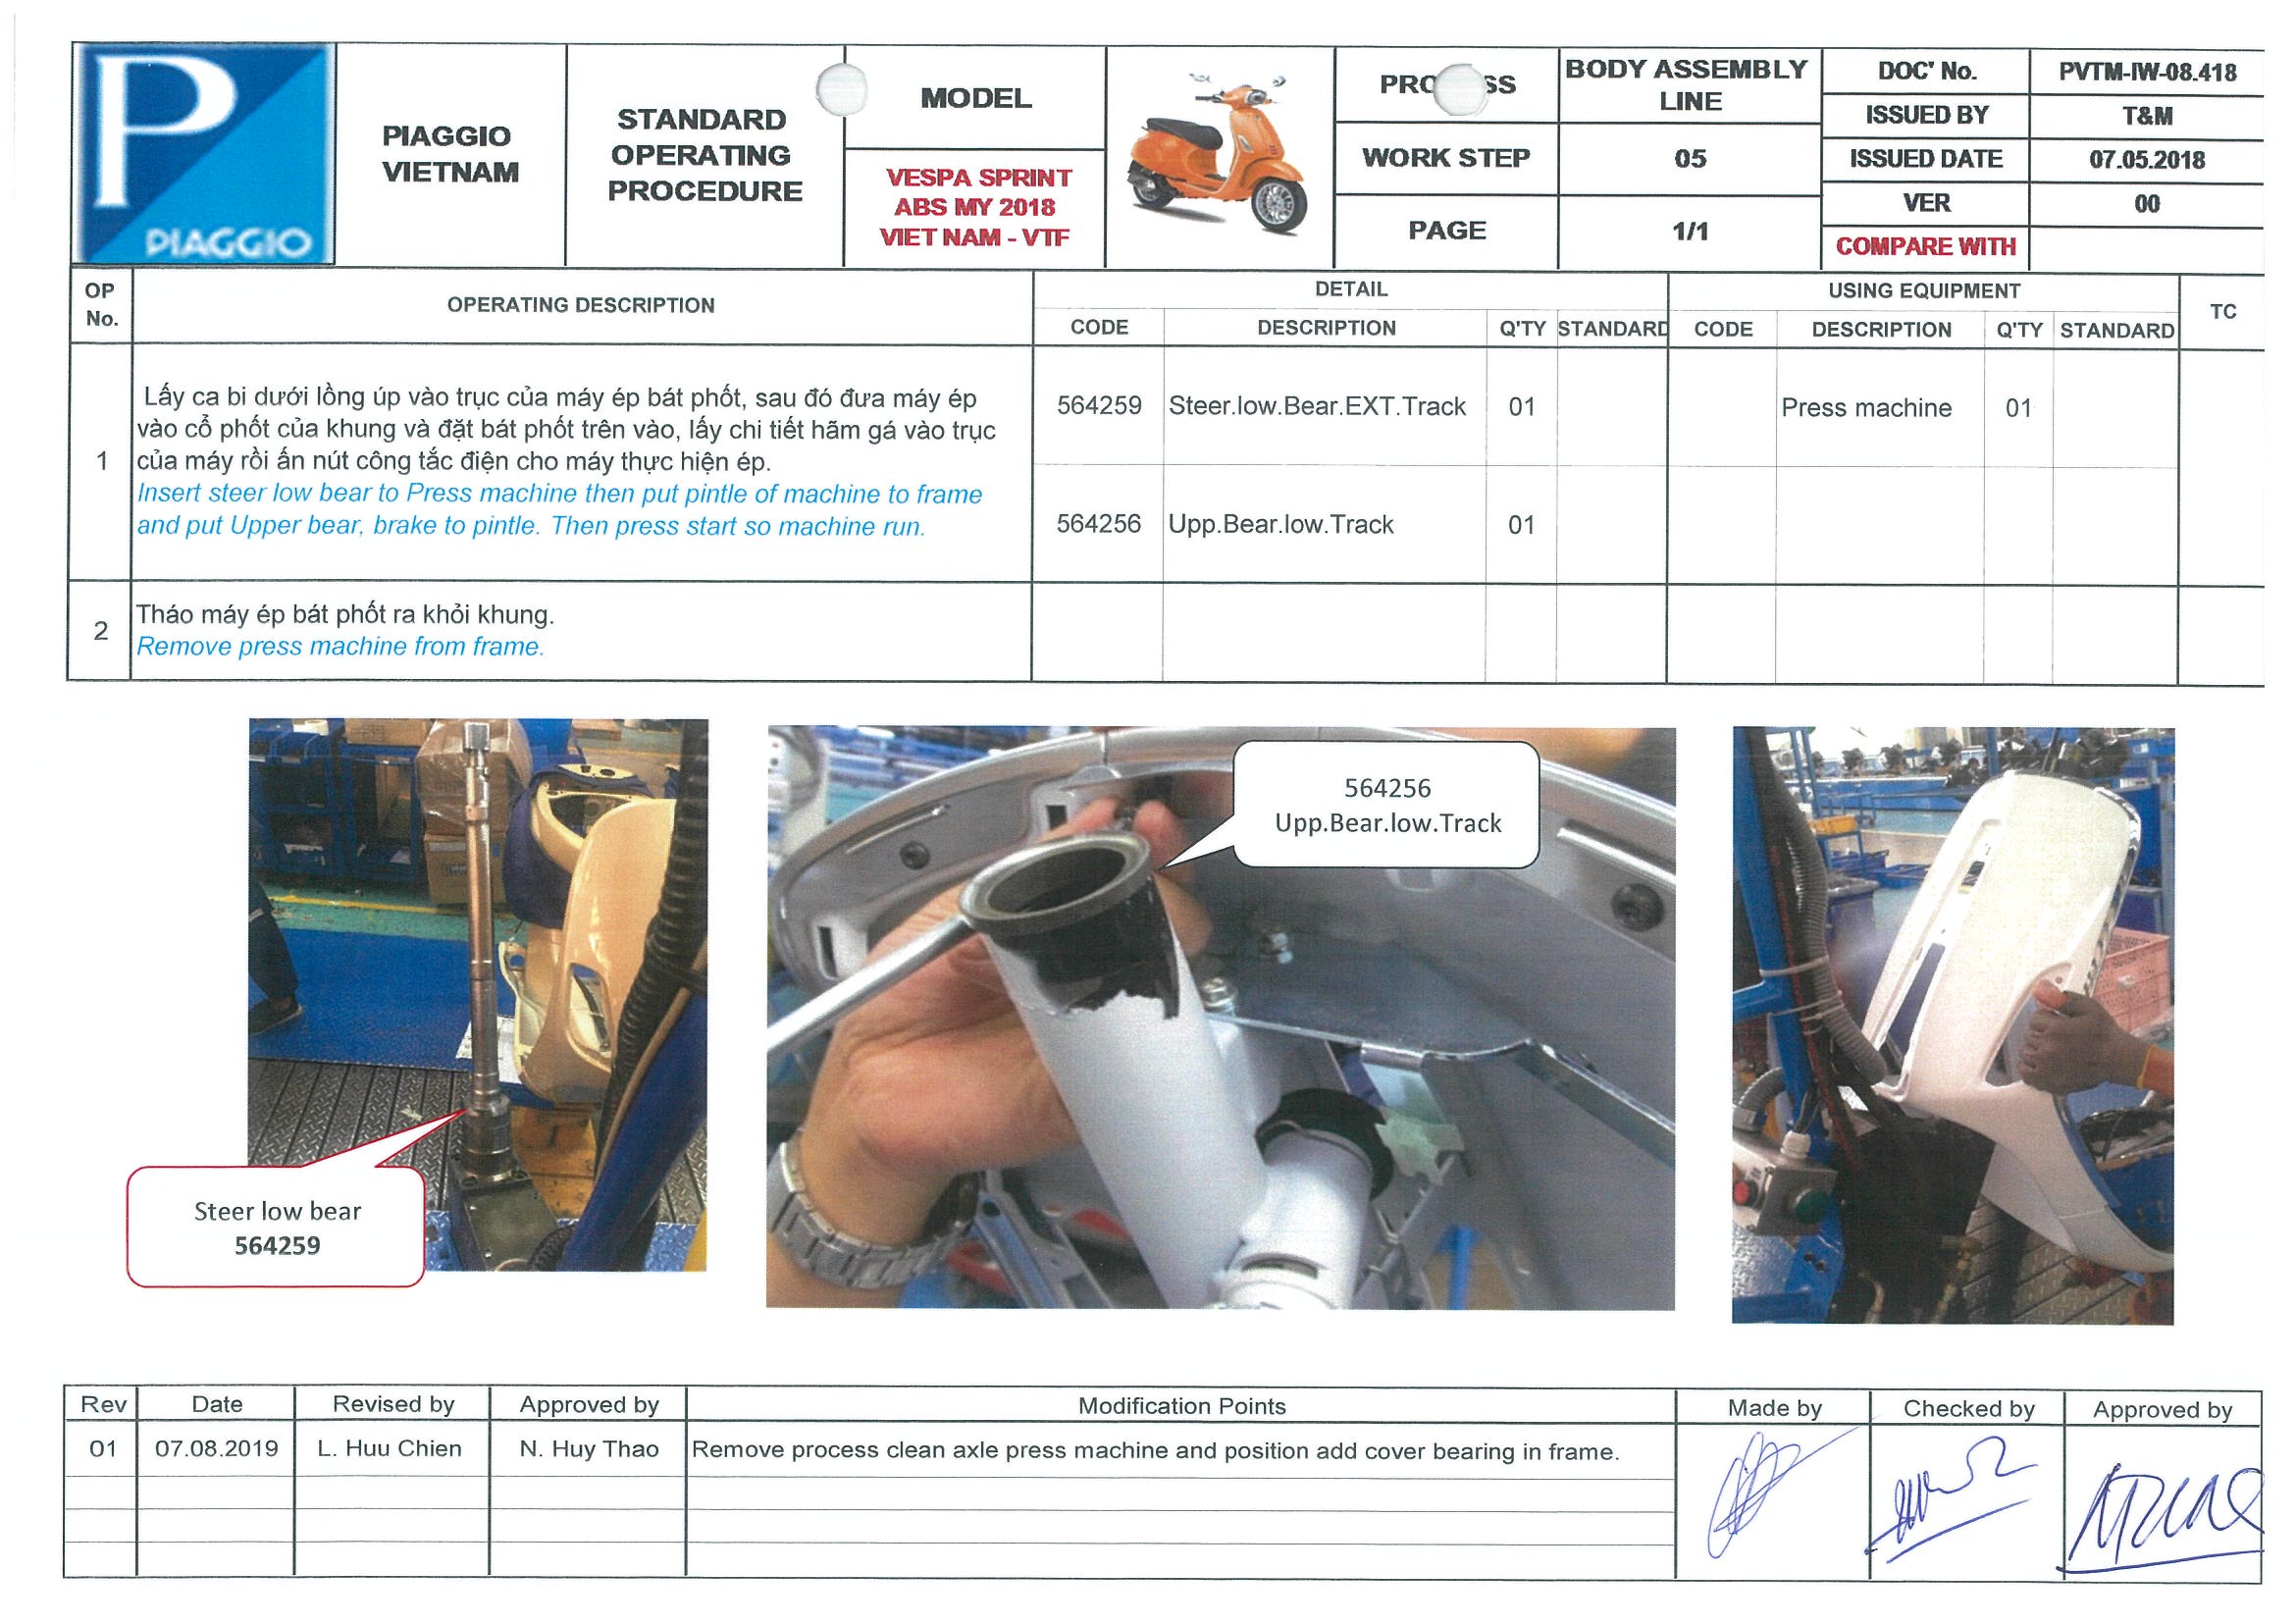 P
PIAGGIO
PIAGGIO
VIETNAM
STANDARD
OPERATING
PROCEDURE
MODEL
VESPA SPRINT
ABS MY 2018
VIET NAM - VTF
BODY ASSEMBLY
LINE
WORK STEP
05
PAGE
1/1
DOC' No.
PVTM-IW-08.418
ISSUED BY
T&M
ISSUED DATE
07.05.2018
VER
00
COMPARE WITH
OP
No.
OPERATING DESCRIPTION
DETAIL
USING EQUIPMENT
TC
CODE
DESCRIPTION
Q'TY
STANDARD
CODE
DESCRIPTION
Q'TY
STANDARD
1
Lấy ca bi dưới lồng úp vào trục của máy ép bát phốt, sau đó đưa máy ép
vào cổ phốt của khung và đặt bát phốt trên vào, lấy chi tiết hãm gá vào trục
của máy rồi ấn nút công tắc điện cho máy thực hiện ép.
Insert steer low bear to Press machine then put pintle of machine to frame
and put Upper bear, brake to pintle. Then press start so machine run.
564259
Steer.low.Bear.EXT.Track
01
Press machine
01
564256
Upp.Bear.low.Track
01
2
Tháo máy ép bát phốt ra khỏi khung.
Remove press machine from frame.
564256
Upp.Bear.low.Track
Steer low bear
564259
Rev
Date
Revised by
Approved by
Modification Points
Made by
Checked by
Approved by
01
07.08.2019
L. Huu Chien
N. Huy Thao
Remove process clean axle press machine and position add cover bearing in frame.